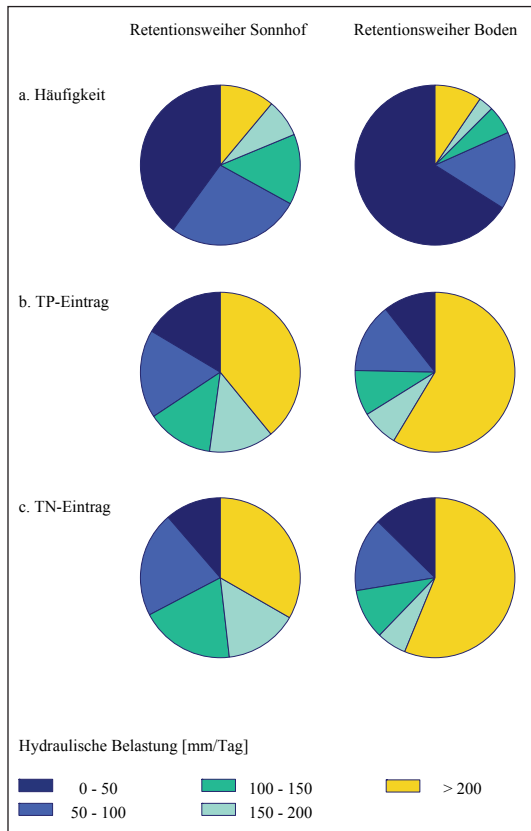 Retentionsweiher Sonnhof Retentionsweiher Boden
a. Häufigkeit
b. TP-Eintrag
c. TN-Eintrag
Hydraulische Belastung [mm/Tag]
0 - 50 100 - 150 > 200
50 - 100 150 - 200